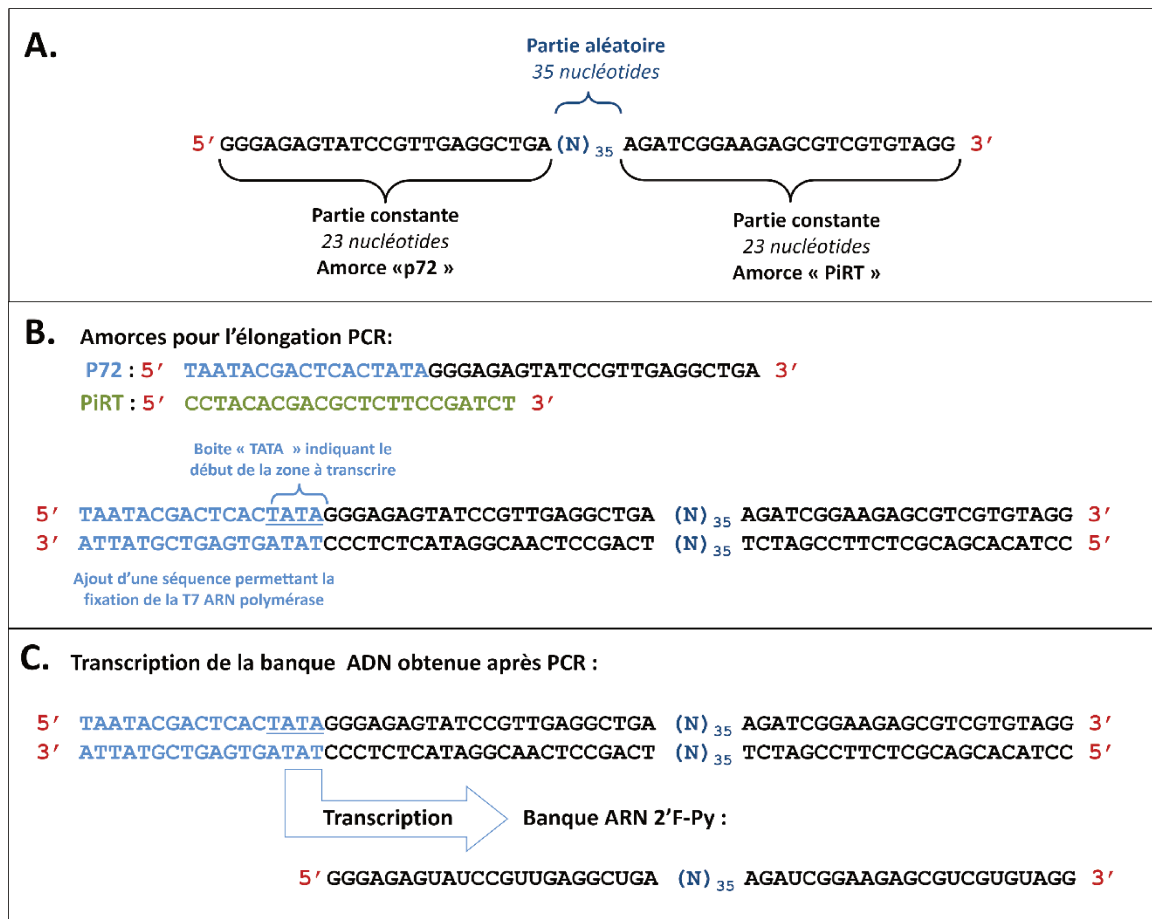 A.
Partie aléatoire
35 nucléotides
5' GGGAGAGTATCCGTTGAGGCTGA (N) 35 AGATCGGAAGAGCGTCGTGTAGG 3'
Partie constante
23 nucléotides
Amorce «p72 »
Partie constante
23 nucléotides
Amorce « PiRT »
B. Amorces pour l'élongation PCR:
P72 : 5' TAATACGACTCACTATAGGGAGAGTATCCGTTGAGGCTGA 3'
PiRT : 5' CCTACACGACGCTCTTCCGATCT 3'
Boite « TATA » indiquant le
début de la zone à transcrire
5' TAATACGACTCACTATAGGGAGAGTATCCGTTGAGGCTGA (N) 35 AGATCGGAAGAGCGTCGTGTAGG 3'
3' ATTATGCTGAGTGATATCCCTCTCATAGGCAACTCCGACT (N) 35 TCTAGCCTTCTCGCAGCACATCC 5'
Ajout d'une séquence permettant la
fixation de la T7 ARN polymérase
C. Transcription de la banque ADN obtenue après PCR :
5' TAATACGACTCACTATAGGGAGAGTATCCGTTGAGGCTGA (N) 35 AGATCGGAAGAGCGTCGTGTAGG 3'
3' ATTATGCTGAGTGATATCCCTCTCATAGGCAACTCCGACT (N) 35 TCTAGCCTTCTCGCAGCACATCC 5'
Transcription Banque ARN 2'F-Py :
5' GGGAGAGUAUCCGUUGAGGCUGA (N) 35 AGAUCGGAAGAGCGUCGUGUAGG 3'